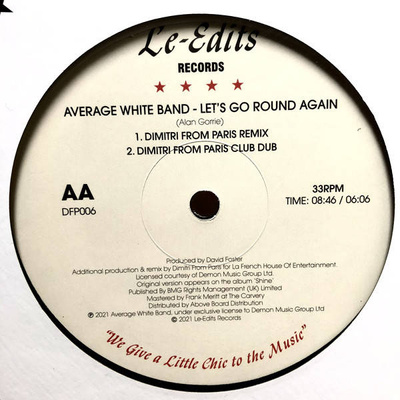 Le-Edits
RECORDS
AVERAGE WHITE BAND - LET'S GO ROUND AGAIN
(Alan Gorrie)
1. DIMITRI FROM PARIS REMIX
2. DIMITRI FROM PARIS CLUB DUB
AA
DFP006
33RPM
TIME: 08:46 / 06:06
Produced by David Foster
Additional production & remix by Dimitri From Paris for La French House Of Entertainment.
Licensed courtesy of Demon Music Group Ltd.
Original version appears on the album 'Shine'
Published By BMG Rights Management (UK) Limited
Mastered by Frank Merritt at The Carvery
Distributed by Above Board Distribution
℗ 2021 Average White Band, under exclusive license to Demon Music Group Ltd
© 2021 Le-Edits Records
"We Give a Little Chic to the Music"